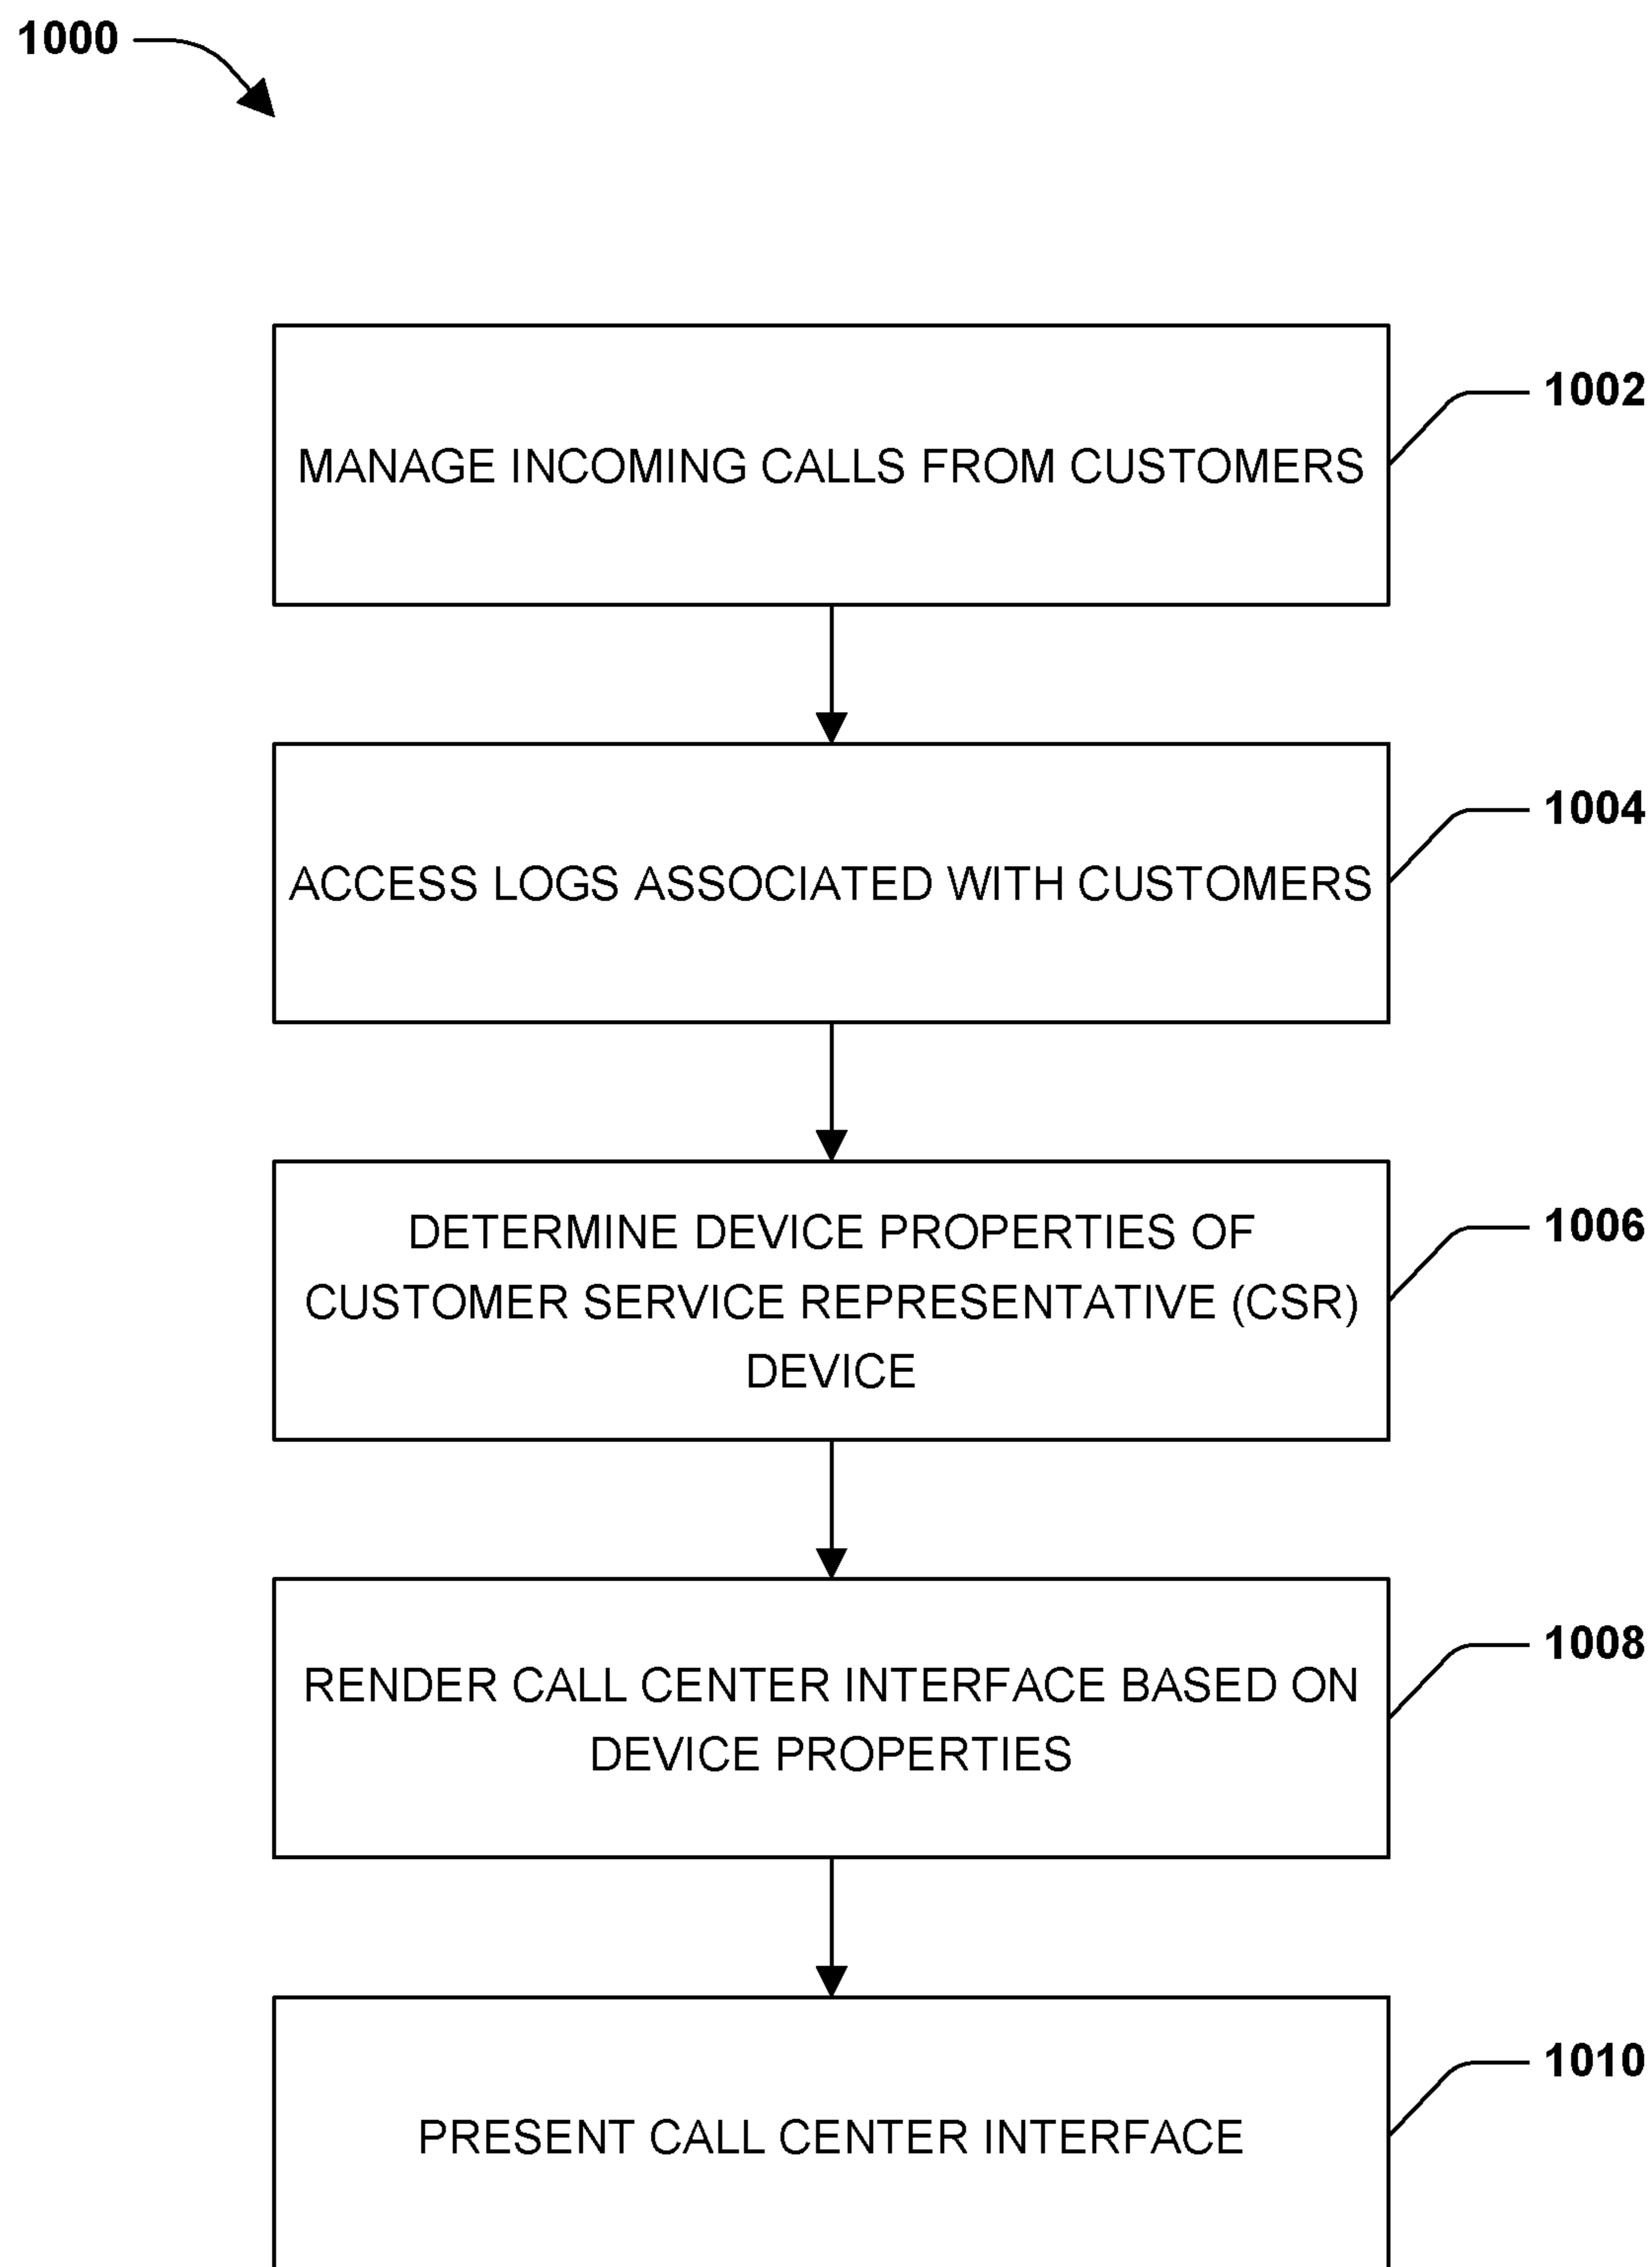 1000
1002
MANAGE INCOMING CALLS FROM CUSTOMERS
1004
ACCESS LOGS ASSOCIATED WITH CUSTOMERS
1006
DETERMINE DEVICE PROPERTIES OF
CUSTOMER SERVICE REPRESENTATIVE (CSR)
DEVICE
1008
RENDER CALL CENTER INTERFACE BASED ON
DEVICE PROPERTIES
1010
PRESENT CALL CENTER INTERFACE